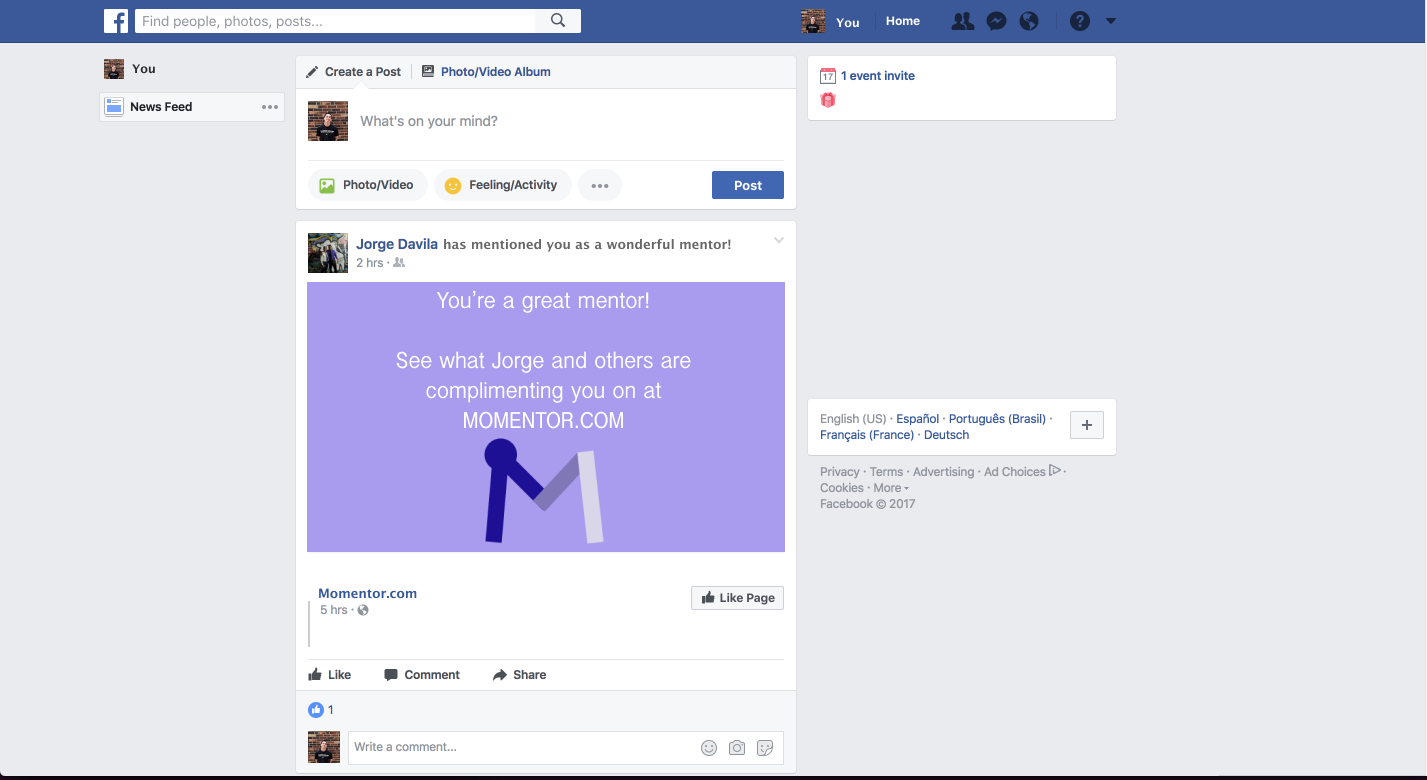 f
Find people, photos, posts...
You
Home
You
News Feed
Create a Post
Photo/Video Album
What's on your mind?
Photo/Video
Feeling/Activity
Post
Jorge Davila has mentioned you as a wonderful mentor!
2 hrs ·
You're a great mentor!
See what Jorge and others are
complimenting you on at
MOMENTOR.COM
Momentor.com
5 hrs ·
Like Page
Like
Comment
Share
1
Write a comment...
17
1 event invite
English (US) · Español · Português (Brasil) ·
Français (France) · Deutsch
Privacy · Terms · Advertising · Ad Choices ·
Cookies · More
Facebook © 2017